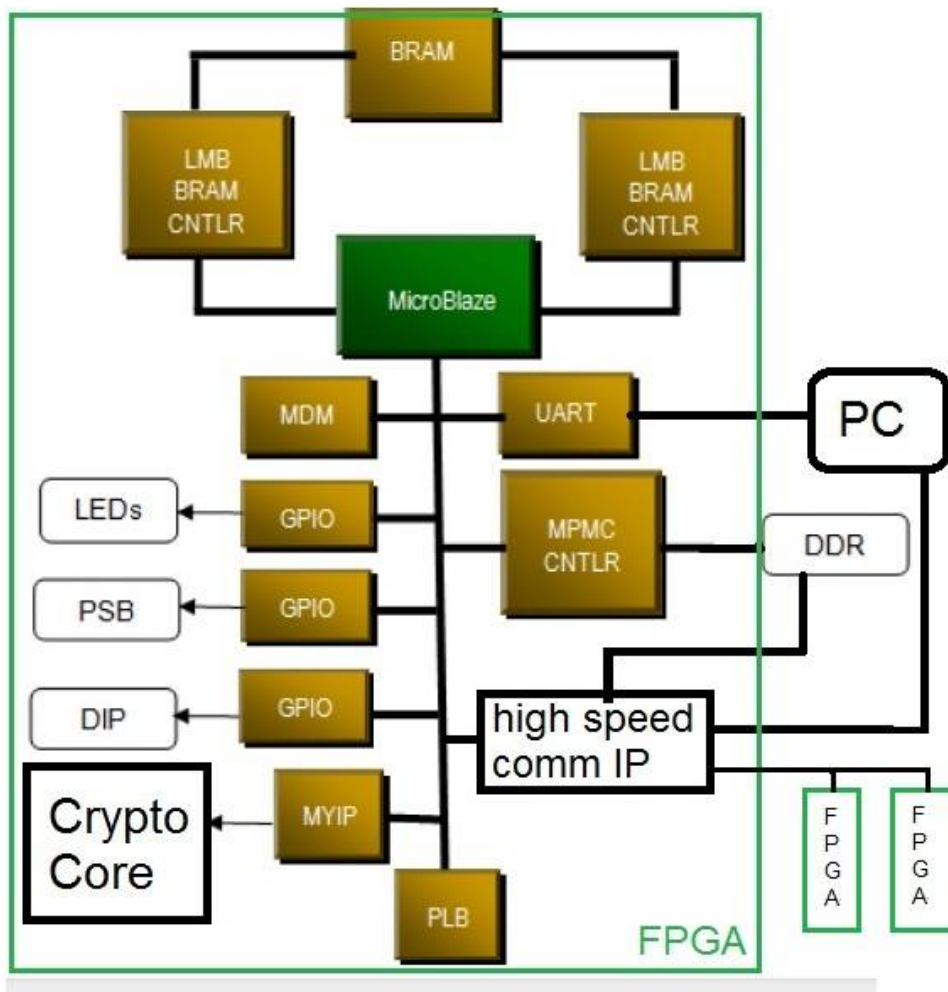 BRAM
LMB
BRAM
CNTLR
LMB
BRAM
CNTLR
MicroBlaze
MDM
UART
PC
LEDs
GPIO
MPMC
CNTLR
DDR
PSB
GPIO
DIP
GPIO
high speed
comm IP
Crypto
Core
MYIP
F
P
G
A
F
P
G
A
PLB
FPGA